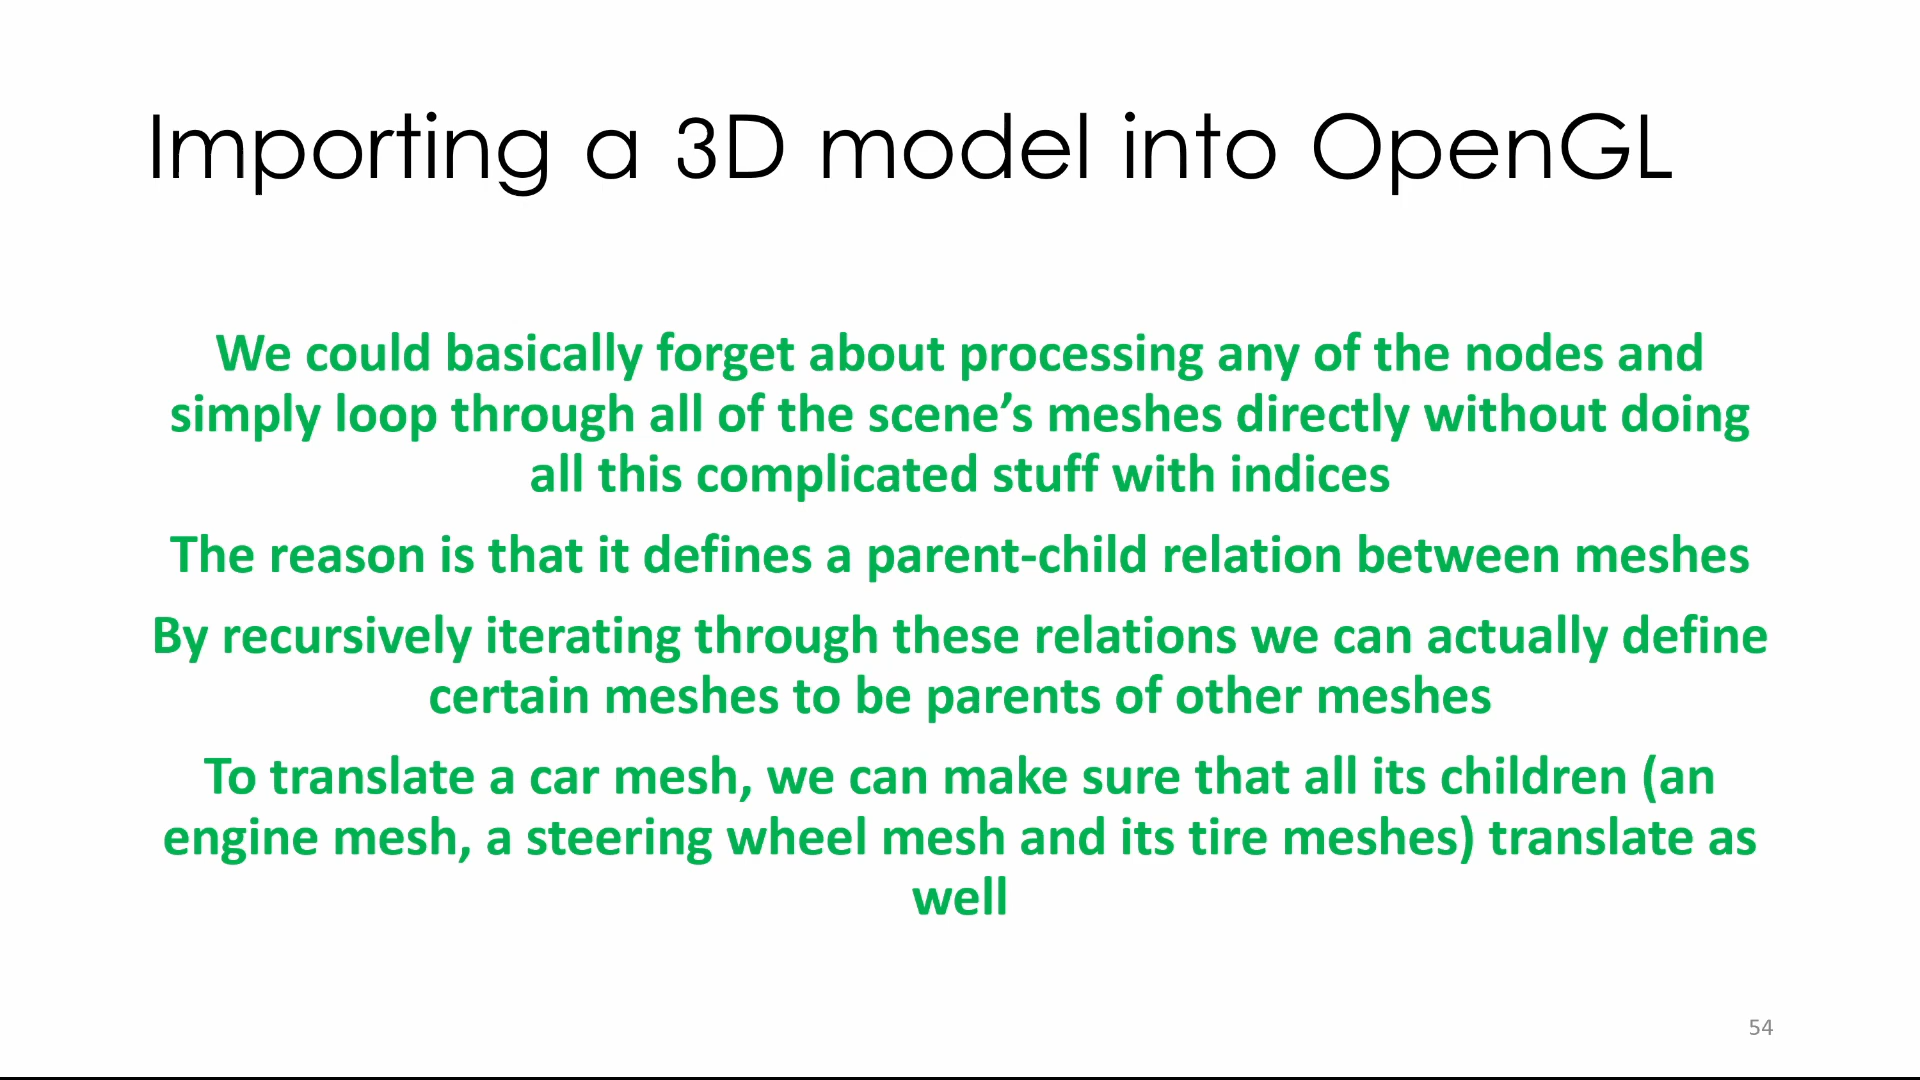 Importing a 3D model into OpenGL
We could basically forget about processing any of the nodes and
simply loop through all of the scene’s meshes directly without doing
all this complicated stuff with indices
The reason is that it defines a parent-child relation between meshes
By recursively iterating through these relations we can actually define
certain meshes to be parents of other meshes
To translate a car mesh, we can make sure that all its children (an
engine mesh, a steering wheel mesh and its tire meshes) translate as
well
54